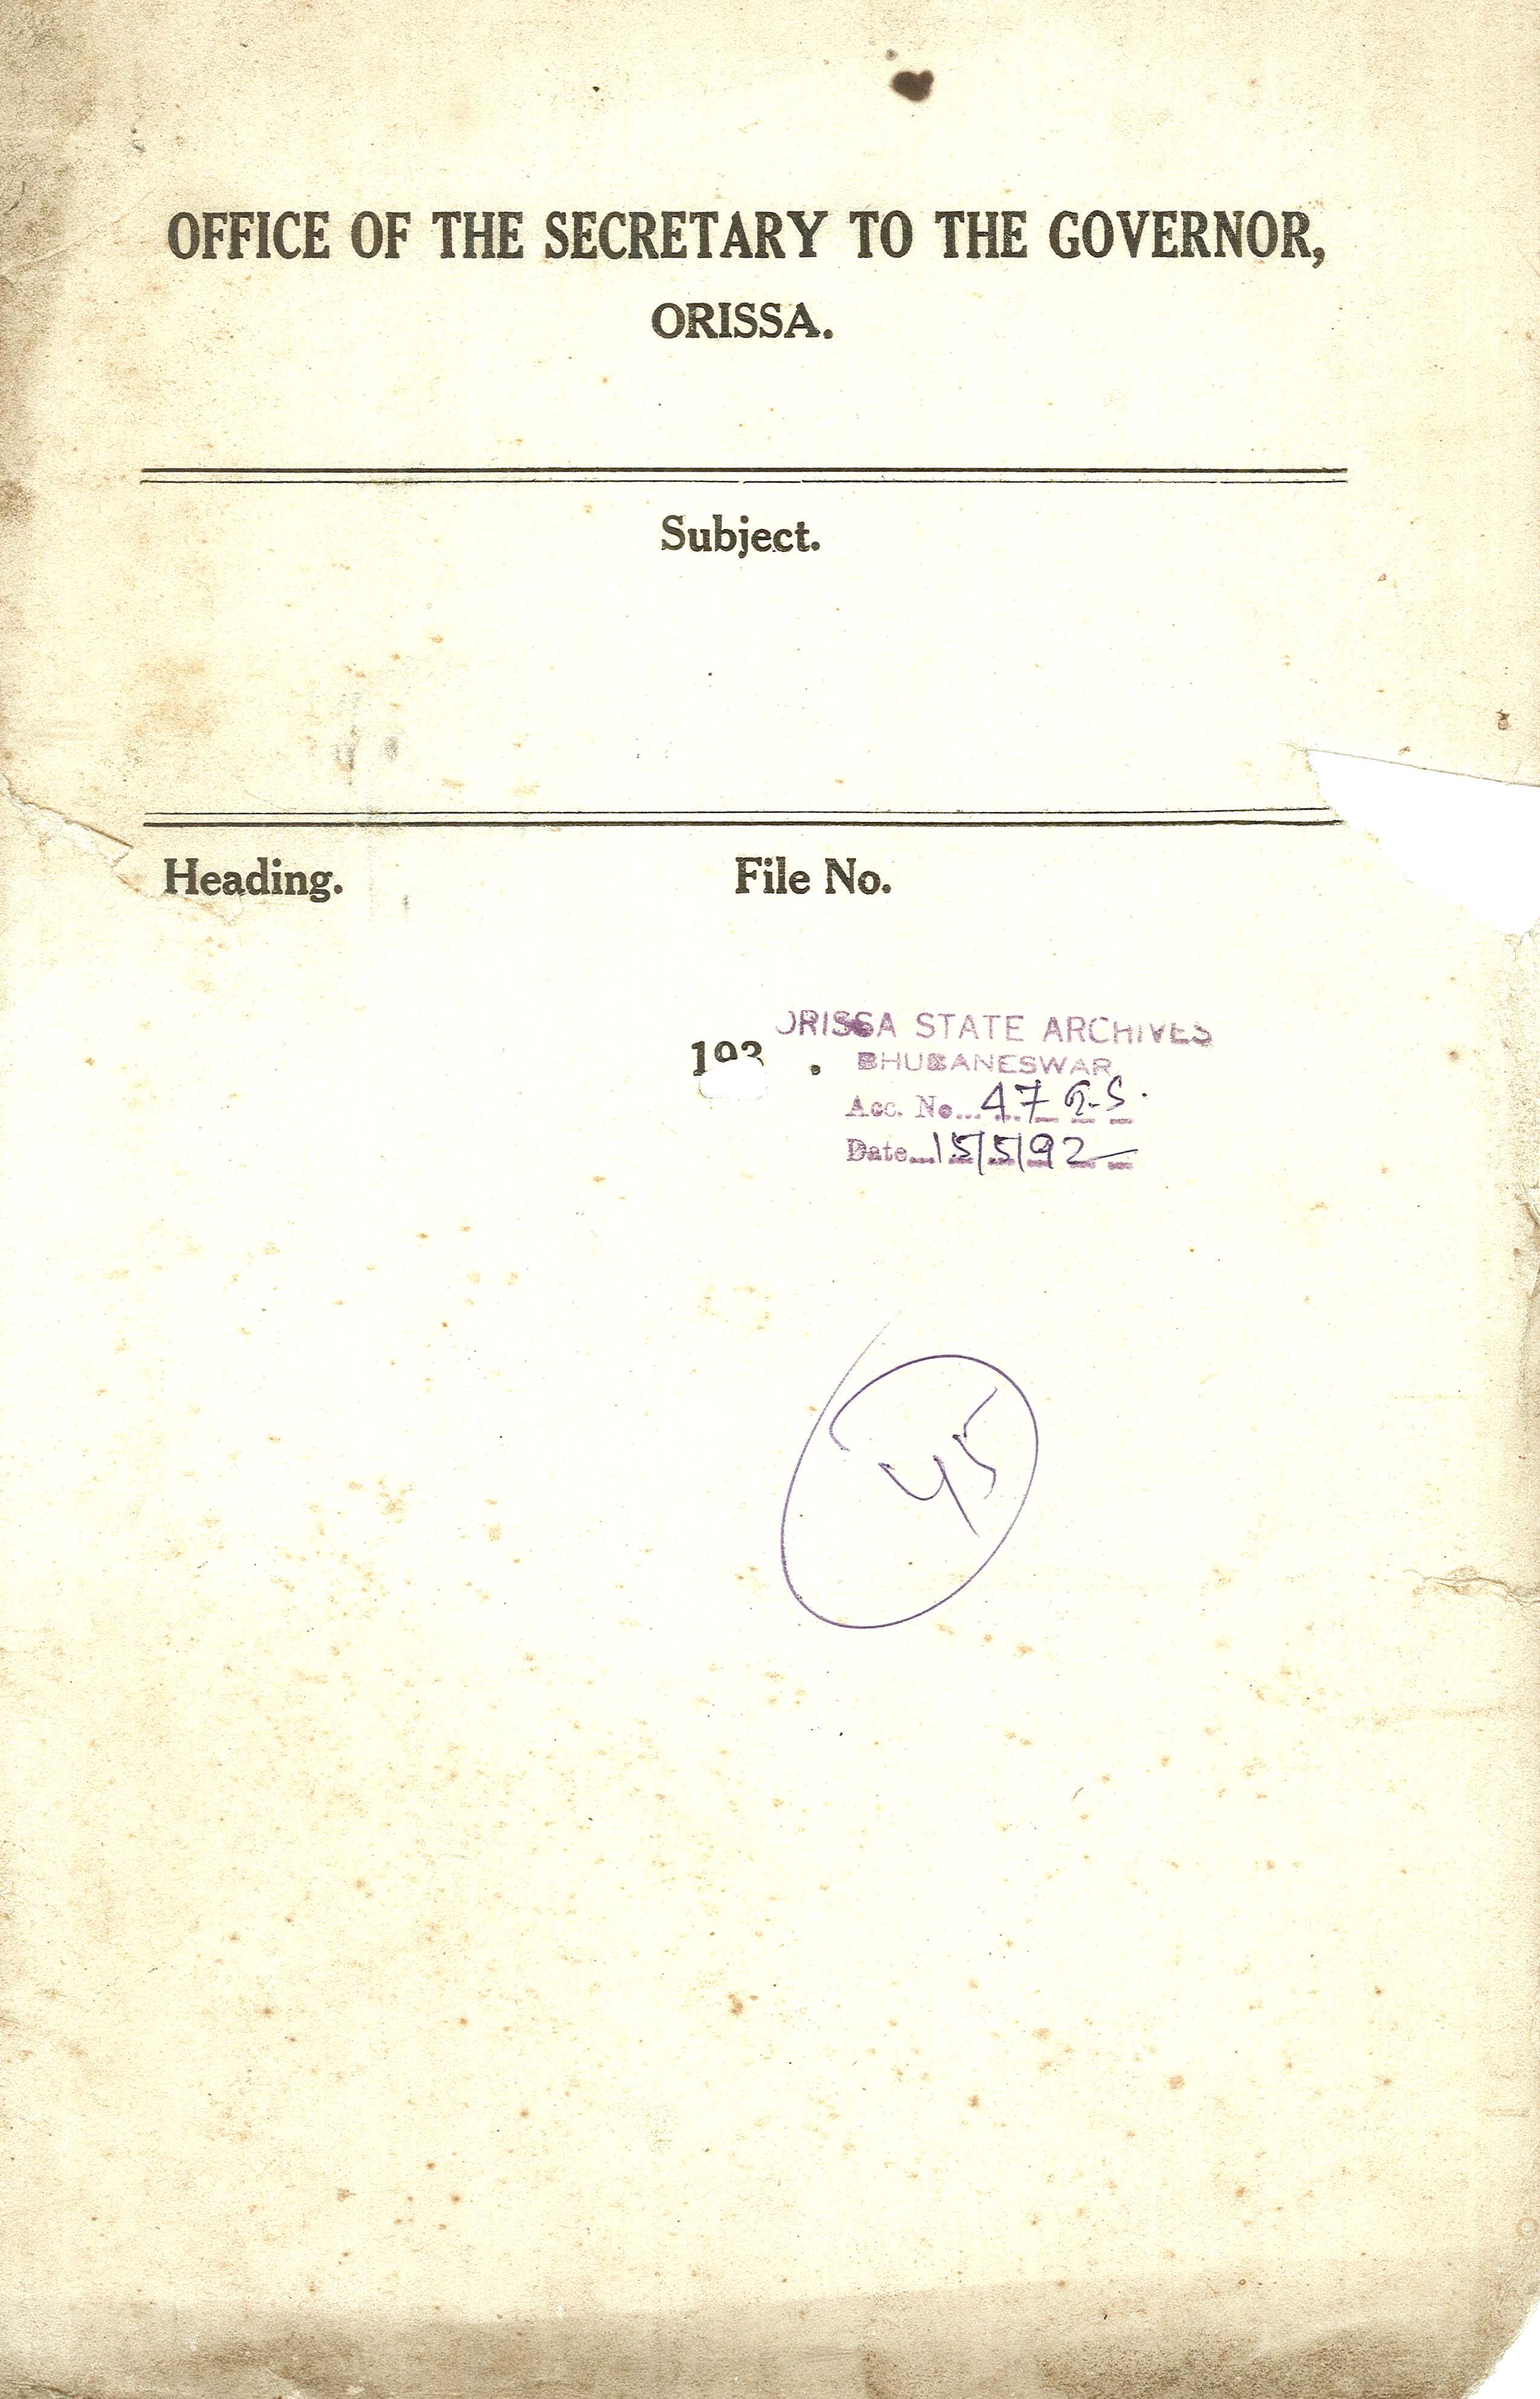 OFFICE OF THE SECRETARY TO THE GOVERNOR,
ORISSA.
Subject.
Heading. File No.
193 .
ORISSA STATE ARCHIVES
BHUBANESWAR
Acc. No... 47
Date... 15/5/92
45